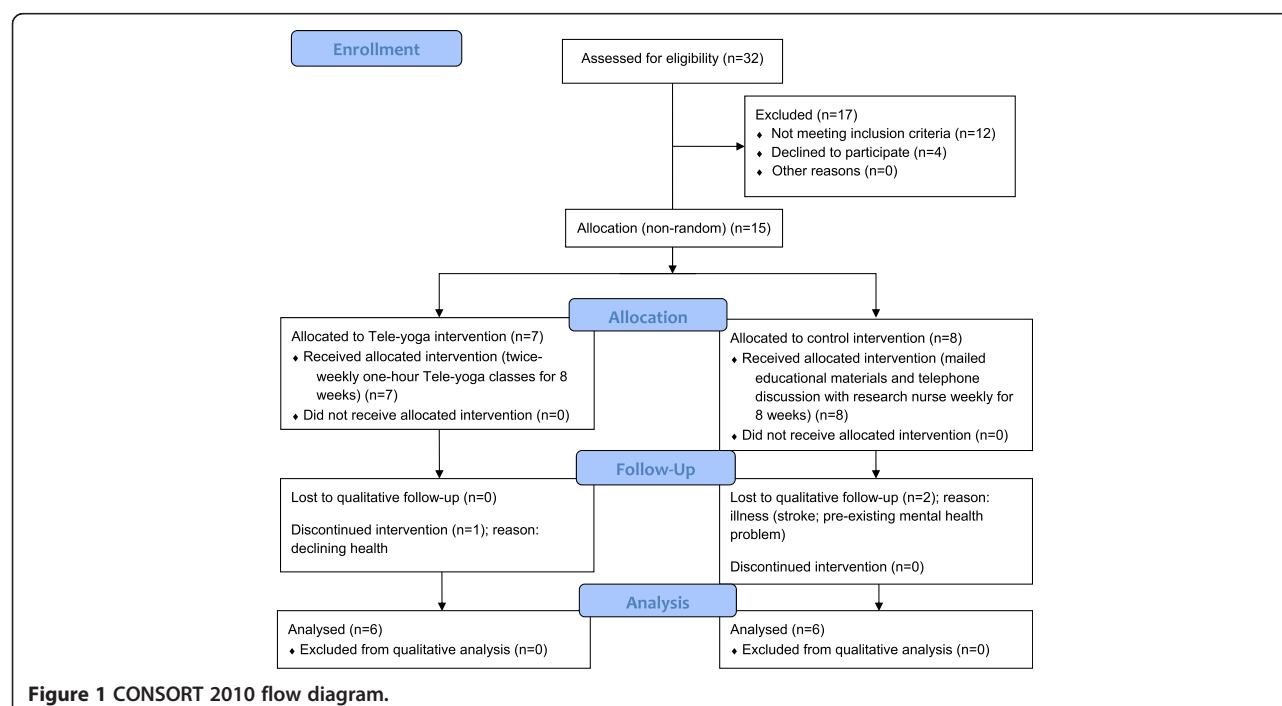 Enrollment
Assessed for eligibility (n=32)
Excluded (n=17)
♦ Not meeting inclusion criteria (n=12)
♦ Declined to participate (n=4)
♦ Other reasons (n=0)
Allocation (non-random) (n=15)
Allocation
Allocated to Tele-yoga intervention (n=7)
♦ Received allocated intervention (twice-
weekly one-hour Tele-yoga classes for 8
weeks) (n=7)
♦ Did not receive allocated intervention (n=0)
Allocated to control intervention (n=8)
♦ Received allocated intervention (mailed
educational materials and telephone
discussion with research nurse weekly for
8 weeks) (n=8)
♦ Did not receive allocated intervention (n=0)
Follow-Up
Lost to qualitative follow-up (n=0)
Discontinued intervention (n=1); reason:
declining health
Lost to qualitative follow-up (n=2); reason:
illness (stroke; pre-existing mental health
problem)
Discontinued intervention (n=0)
Analysis
Analysed (n=6)
♦ Excluded from qualitative analysis (n=0)
Analysed (n=6)
♦ Excluded from qualitative analysis (n=0)
Figure 1 CONSORT 2010 flow diagram.